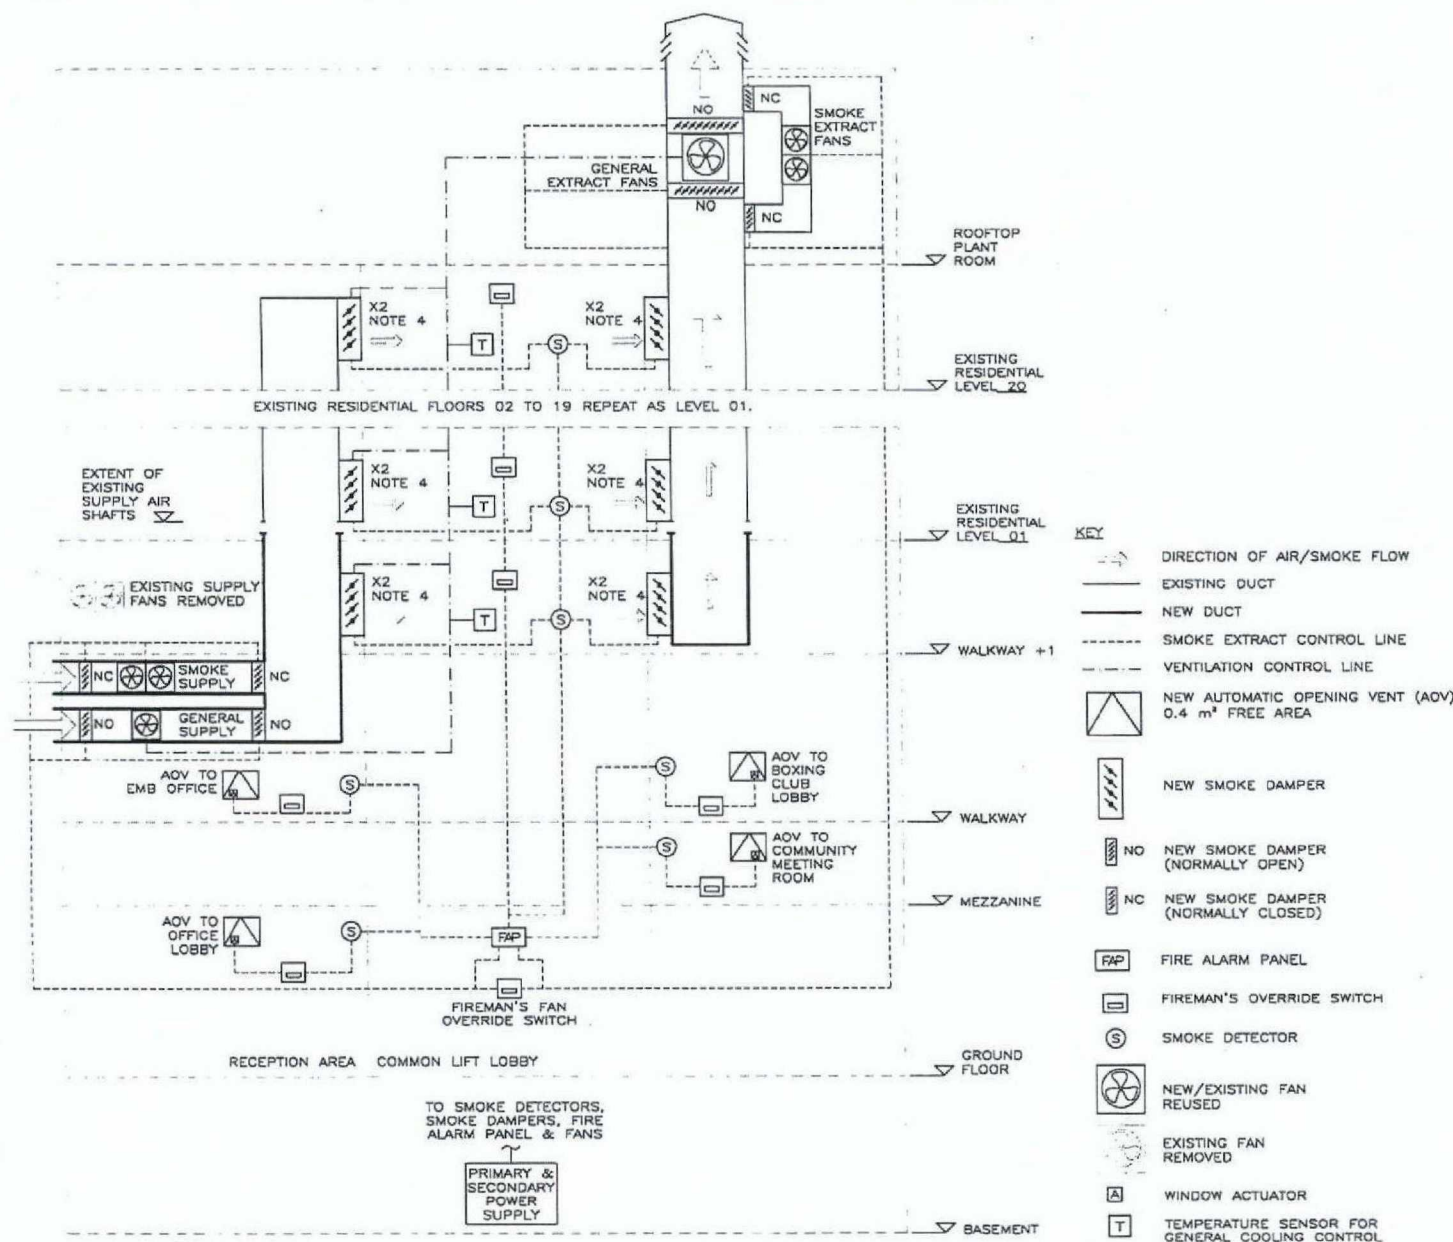 NO
NC
SMOKE
EXTRACT
FANS
GENERAL
EXTRACT FANS
NO
NC
ROOFTOP
PLANT
ROOM
X2
NOTE 4
T
S
X2
NOTE 4
EXISTING
RESIDENTIAL
LEVEL 20
EXISTING RESIDENTIAL FLOORS 02 TO 19 REPEAT AS LEVEL 01.
EXTENT OF
EXISTING
SUPPLY AIR
SHAFTS
X2
NOTE 4
T
S
X2
NOTE 4
EXISTING
RESIDENTIAL
LEVEL 01
EXISTING SUPPLY
FANS REMOVED
X2
NOTE 4
T
S
X2
NOTE 4
WALKWAY +1
NC
SMOKE
SUPPLY
NC
NO
GENERAL
SUPPLY
NO
AOV TO
EMB OFFICE
S
S
AOV TO
BOXING
CLUB
LOBBY
WALKWAY
S
AOV TO
COMMUNITY
MEETING
ROOM
MEZZANINE
AOV TO
OFFICE
LOBBY
S
FAP
FIREMAN'S FAN
OVERRIDE SWITCH
RECEPTION AREA COMMON LIFT LOBBY
GROUND
FLOOR
TO SMOKE DETECTORS,
SMOKE DAMPERS, FIRE
ALARM PANEL & FANS
PRIMARY &
SECONDARY
POWER
SUPPLY
BASEMENT
KEY
DIRECTION OF AIR/SMOKE FLOW
EXISTING DUCT
NEW DUCT
SMOKE EXTRACT CONTROL LINE
VENTILATION CONTROL LINE
NEW AUTOMATIC OPENING VENT (AOV)
0.4 m² FREE AREA
NEW SMOKE DAMPER
NO NEW SMOKE DAMPER
(NORMALLY OPEN)
NC NEW SMOKE DAMPER
(NORMALLY CLOSED)
FAP FIRE ALARM PANEL
FIREMAN'S OVERRIDE SWITCH
S SMOKE DETECTOR
NEW/EXISTING FAN
REUSED
EXISTING FAN
REMOVED
A WINDOW ACTUATOR
T TEMPERATURE SENSOR FOR
GENERAL COOLING CONTROL